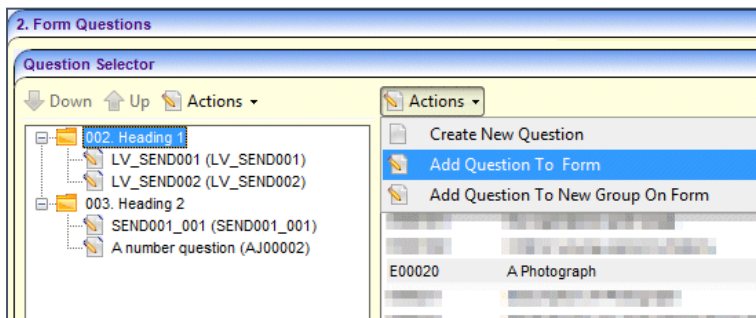 2. Form Questions
Question Selector
Down Up Actions
002. Heading 1
LV_SEND001 (LV_SEND001)
LV_SEND002 (LV_SEND002)
003. Heading 2
SEND001_001 (SEND001_001)
A number question (AJ00002)
Actions
Create New Question
Add Question To Form
Add Question To New Group On Form
E00020 A Photograph